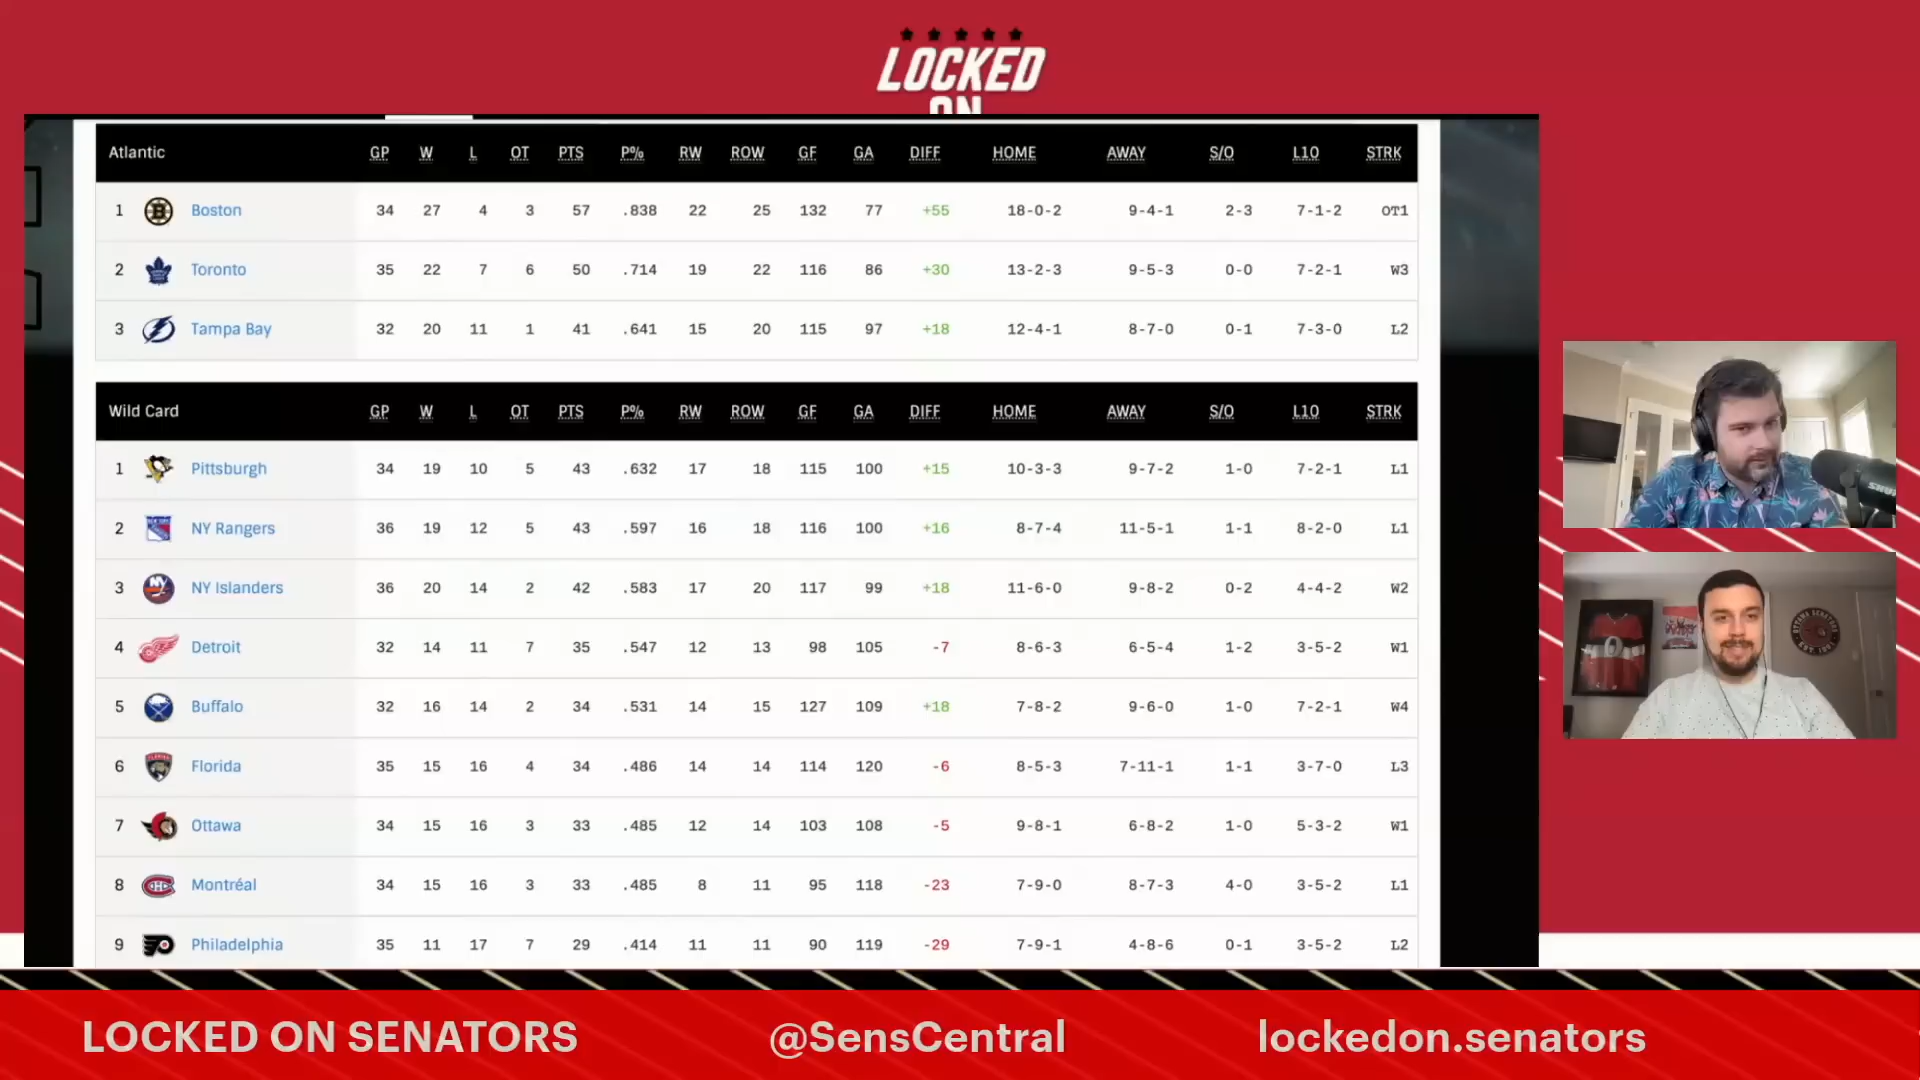 LOCKED
ON
Atlantic GP W L OT PTS P% RW ROW GF GA DIFF HOME AWAY S/O L10 STRK
1 Boston 34 27 4 3 57 .838 22 25 132 77 +55 18-0-2 9-4-1 2-3 7-1-2 OT1
2 Toronto 35 22 7 6 50 .714 19 22 116 86 +30 13-2-3 9-5-3 0-0 7-2-1 W3
3 Tampa Bay 32 20 11 1 41 .641 15 20 115 97 +18 12-4-1 8-7-0 0-1 7-3-0 L2
Wild Card GP W L OT PTS P% RW ROW GF GA DIFF HOME AWAY S/O L10 STRK
1 Pittsburgh 34 19 10 5 43 .632 17 18 115 100 +15 10-3-3 9-7-2 1-0 7-2-1 L1
2 NY Rangers 36 19 12 5 43 .597 16 18 116 100 +16 8-7-4 11-5-1 1-1 8-2-0 L1
3 NY Islanders 36 20 14 2 42 .583 17 20 117 99 +18 11-6-0 9-8-2 0-2 4-4-2 W2
4 Detroit 32 14 11 7 35 .547 12 13 98 105 -7 8-6-3 6-5-4 1-2 3-5-2 W1
5 Buffalo 32 16 14 2 34 .531 14 15 127 109 +18 7-8-2 9-6-0 1-0 7-2-1 W4
6 Florida 35 15 16 4 34 .486 14 14 114 120 -6 8-5-3 7-11-1 1-1 3-7-0 L3
7 Ottawa 34 15 16 3 33 .485 12 14 103 108 -5 9-8-1 6-8-2 1-0 5-3-2 W1
8 Montréal 34 15 16 3 33 .485 8 11 95 118 -23 7-9-0 8-7-3 4-0 3-5-2 L1
9 Philadelphia 35 11 17 7 29 .414 11 11 90 119 -29 7-9-1 4-8-6 0-1 3-5-2 L2
LOCKED ON SENATORS @SensCentral lockedon.senators